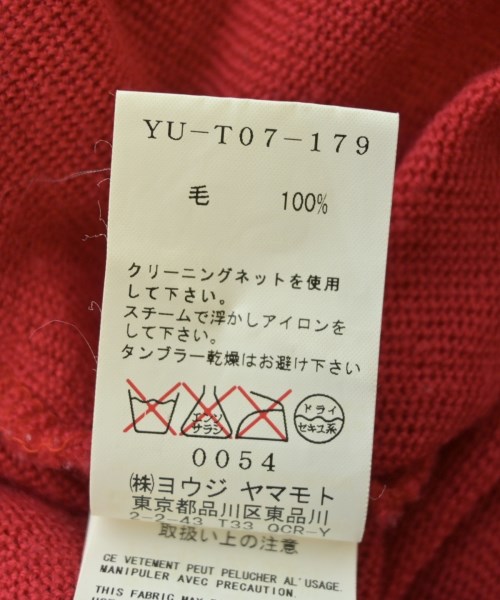 YU-T07-179
毛 100%
クリーニングネットを使用
して下さい。
スチームで浮かしアイロンを
して下さい。
タンブラー乾燥はお避け下さい
エンソ サラシ ドライ セキユ系
0054
(株)ヨウジ ヤマモト
東京都品川区東品川
2-2-43 T33 OCR-Y
取扱い上の注意
CE VETEMENT PEUT PELUCHER AL'USAGE.
MANIPULER AVEC PRECAUTION.
THIS FABRIC MAY